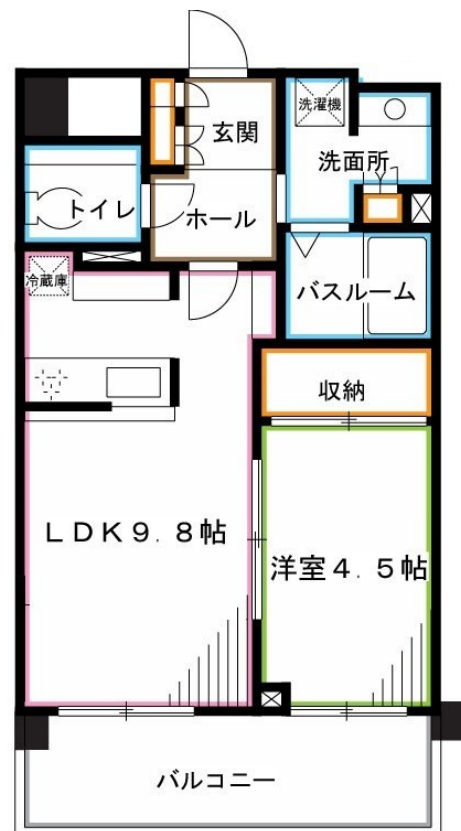 洗濯機
玄関
洗面所
トイレ
ホール
冷蔵庫
バスルーム
収納
LDK9.8帖
洋室4.5帖
バルコニー